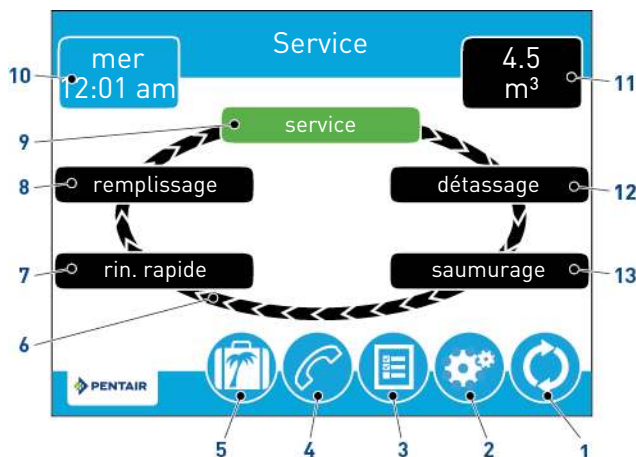 Service
mer
12:01 am
4.5
m³
10
11
service
9
remplissage
détassage
8
12
rin. rapide
saumurage
7
13
6
PENTAIR
5
4
3
2
1